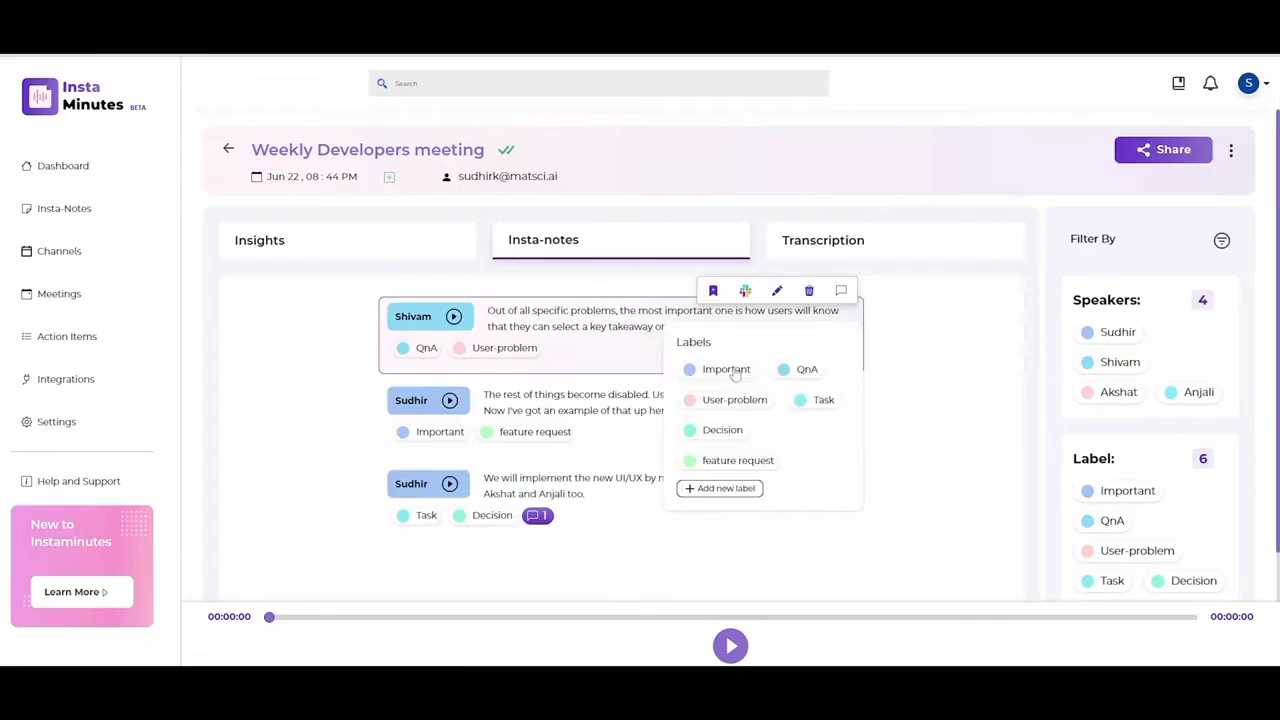 Insta
Minutes BETA
Search
S
Dashboard
Insta-Notes
Channels
Meetings
Action Items
Integrations
Settings
Help and Support
New to
Instaminutes
Learn More
Weekly Developers meeting
Jun 22 , 08 : 44 PM
sudhirk@matsci.ai
Share
Insights
Insta-notes
Transcription
Shivam
Out of all specific problems, the most important one is how users will know
that they can select a key takeaway or
QnA User-problem
Sudhir
The rest of things become disabled. Us
Now I've got an example of that up her
Important feature request
Sudhir
We will implement the new UI/UX by n
Akshat and Anjali too.
Task Decision 1
Labels
Important QnA
User-problem Task
Decision
feature request
+ Add new label
Filter By
Speakers: 4
Sudhir
Shivam
Akshat Anjali
Label: 6
Important
QnA
User-problem
Task Decision
00:00:00 00:00:00